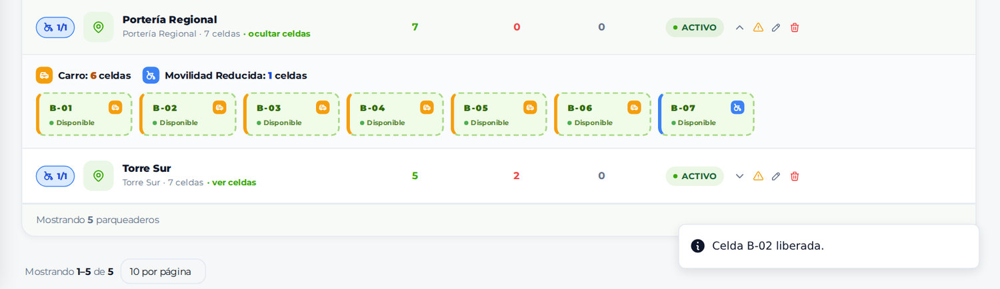 1/1 Portería Regional 7 0 0 ACTIVO
Portería Regional · 7 celdas · ocultar celdas
Carro: 6 celdas Movilidad Reducida: 1 celdas
B-01 B-02 B-03 B-04 B-05 B-06 B-07
Disponible Disponible Disponible Disponible Disponible Disponible Disponible
1/1 Torre Sur 5 2 0 ACTIVO
Torre Sur · 7 celdas · ver celdas
Mostrando 5 parqueaderos
Celda B-02 liberada.
Mostrando 1–5 de 5 10 por página